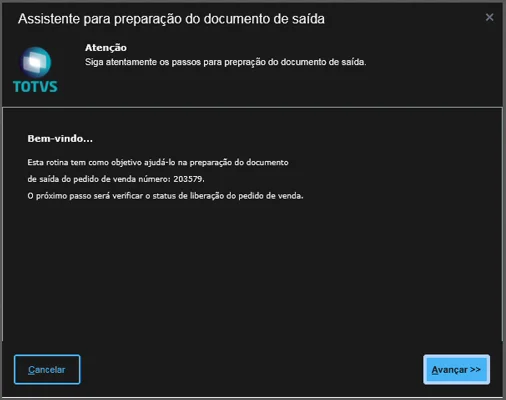 Assistente para preparação do documento de saída
Atenção
Siga atentamente os passos para prepração do documento de saída.
TOTVS
Bem-vindo...
Esta rotina tem como objetivo ajudá-lo na preparação do documento
de saída do pedido de venda número: 203579.
O próximo passo será verificar o status de liberação do pedido de venda.
Cancelar
Avançar >>